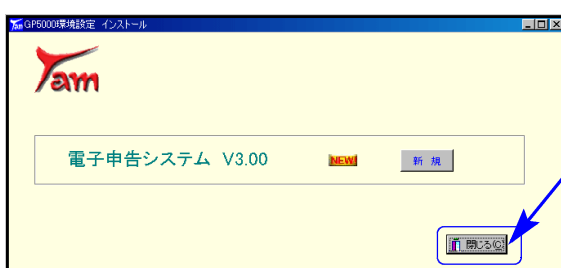 GP5000環境設定 インストール
Tam
電子申告システム V3.00
NEW!
新 規
閉じる(C)